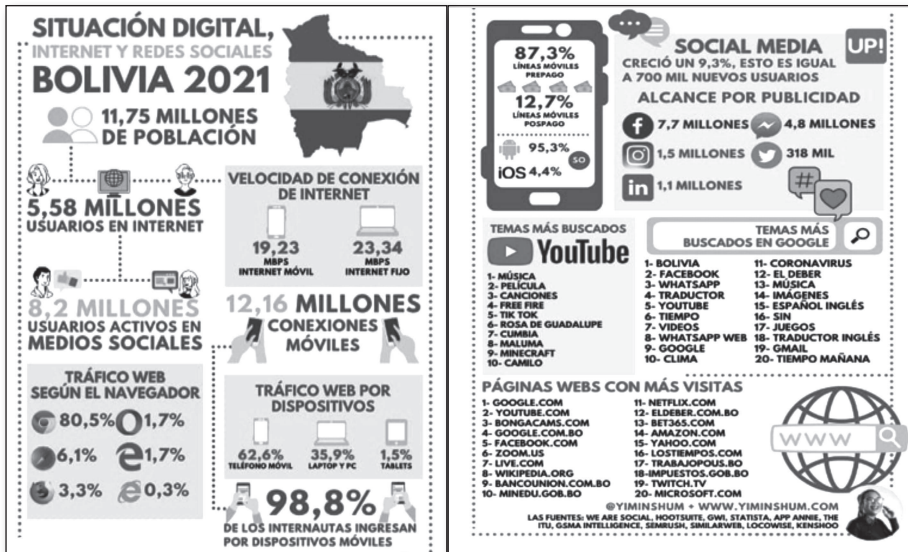 SITUACIÓN DIGITAL,
INTERNET Y REDES SOCIALES
BOLIVIA 2021
11,75 MILLONES
DE POBLACIÓN
5,58 MILLONES
USUARIOS EN INTERNET
8,2 MILLONES
USUARIOS ACTIVOS EN
MEDIOS SOCIALES
VELOCIDAD DE CONEXIÓN
DE INTERNET
19,23
MBPS
INTERNET MÓVIL
23,34
MBPS
INTERNET FIJO
12,16 MILLONES
CONEXIONES
MÓVILES
TRÁFICO WEB
SEGÚN EL NAVEGADOR
80,5% 1,7%
6,1% 1,7%
3,3% 0,3%
TRÁFICO WEB POR
DISPOSITIVOS
62,6%
TELÉFONO MÓVIL
35,9%
LAPTOP Y PC
1,5%
TABLETS
98,8%
DE LOS INTERNAUTAS INGRESAN
POR DISPOSITIVOS MÓVILES
87,3%
LÍNEAS MÓVILES
PREPAGO
12,7%
LÍNEAS MÓVILES
POSPAGO
95,3%
SO
iOS 4,4%
SOCIAL MEDIA
UP!
CRECIÓ UN 9,3%, ESTO ES IGUAL
A 700 MIL NUEVOS USUARIOS
ALCANCE POR PUBLICIDAD
7,7 MILLONES 4,8 MILLONES
1,5 MILLONES 318 MIL
in 1,1 MILLONES
#
TEMAS MÁS BUSCADOS
YouTube
1- MÚSICA
2- PELÍCULA
3- CANCIONES
4- FREE FIRE
5- TIK TOK
6- ROSA DE GUADALUPE
7- CUMBIA
8- MALUMA
9- MINECRAFT
10- CAMILO
TEMAS MÁS
BUSCADOS EN GOOGLE
1- BOLIVIA
2- FACEBOOK
3- WHATSAPP
4- TRADUCTOR
5- YOUTUBE
6- TIEMPO
7- VIDEOS
8- WHATSAPP WEB
9- GOOGLE
10- CLIMA
11- CORONAVIRUS
12- EL DEBER
13- MÚSICA
14- IMÁGENES
15- ESPAÑOL INGLÉS
16- SIN
17- JUEGOS
18- TRADUCTOR INGLÉS
19- GMAIL
20- TIEMPO MAÑANA
PÁGINAS WEBS CON MÁS VISITAS
1- GOOGLE.COM
2- YOUTUBE.COM
3- BONGACAMS.COM
4- GOOGLE.COM.BO
5- FACEBOOK.COM
6- ZOOM.US
7- LIVE.COM
8- WIKIPEDIA.ORG
9- BANCOUNION.COM.BO
10- MINEDU.GOB.BO
11- NETFLIX.COM
12- ELDEBER.COM.BO
13- BET365.COM
14- AMAZON.COM
15- YAHOO.COM
16- LOSTIEMPOS.COM
17- TRABAJOPOUS.BO
18-IMPUESTOS.GOB.BO
19- TWITCH.TV
20- MICROSOFT.COM
WWW
@YIMINSHUM • WWW.YIMINSHUM.COM
LAS FUENTES: WE ARE SOCIAL, HOOTSUITE, GWI, STATISTA, APP ANNIE, THE
ITU, GSMA INTELLIGENCE, SEMRUSH, SIMILARWEB, LOCOWISE, KENSHOO